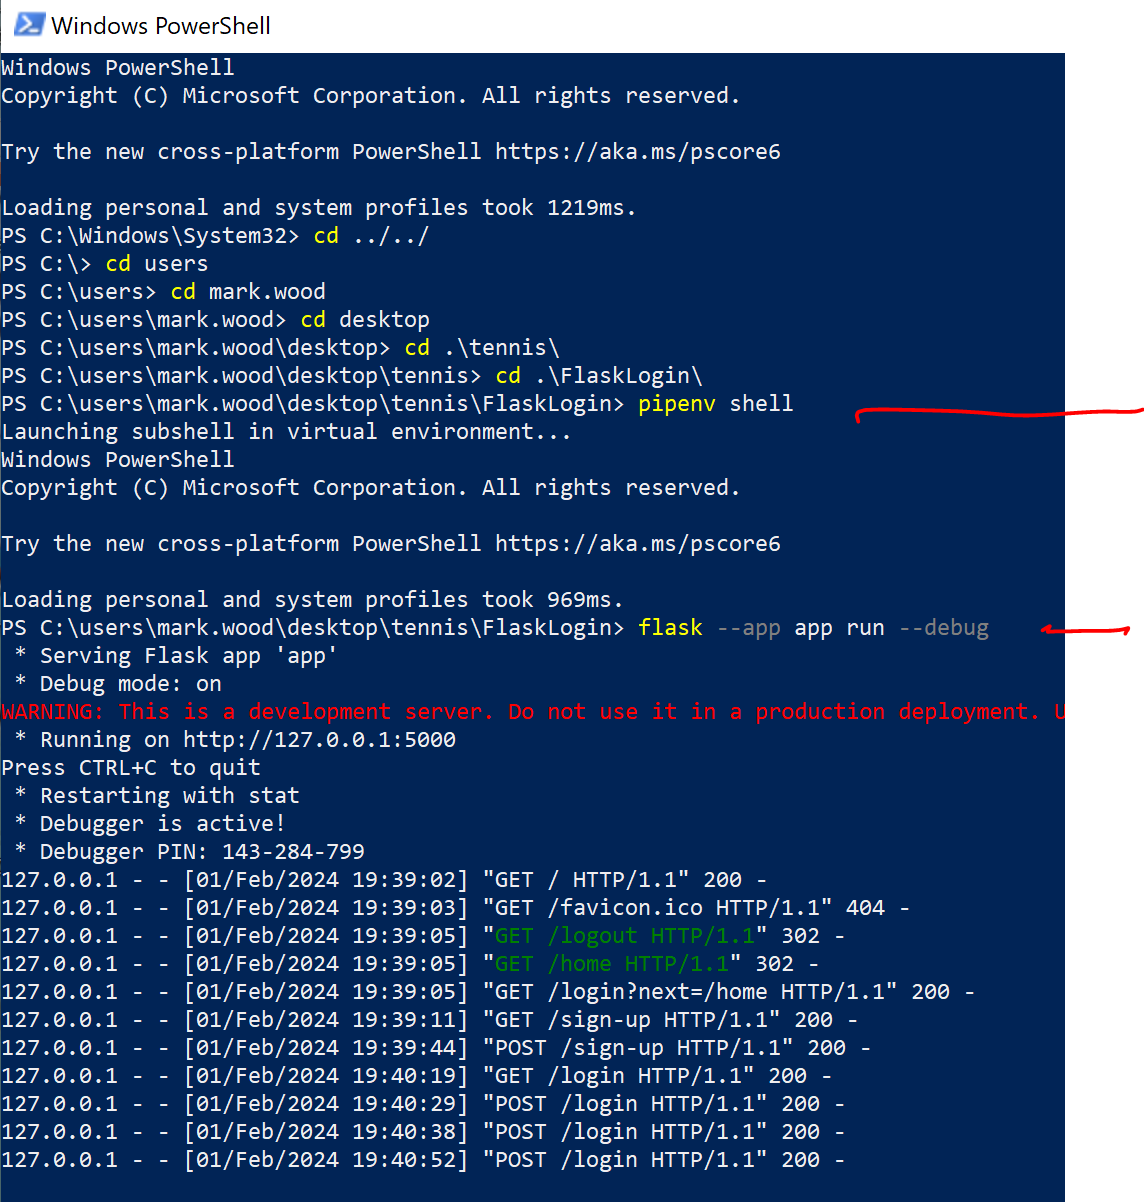 Windows PowerShell
Windows PowerShell
Copyright (C) Microsoft Corporation. All rights reserved.
Try the new cross-platform PowerShell https://aka.ms/pscore6
Loading personal and system profiles took 1219ms.
PS C:\Windows\System32> cd ../../
PS C:\> cd users
PS C:\users> cd mark.wood
PS C:\users\mark.wood> cd desktop
PS C:\users\mark.wood\desktop> cd .\tennis\
PS C:\users\mark.wood\desktop\tennis> cd .\FlaskLogin\
PS C:\users\mark.wood\desktop\tennis\FlaskLogin> pipenv shell
Launching subshell in virtual environment...
Windows PowerShell
Copyright (C) Microsoft Corporation. All rights reserved.
Try the new cross-platform PowerShell https://aka.ms/pscore6
Loading personal and system profiles took 969ms.
PS C:\users\mark.wood\desktop\tennis\FlaskLogin> flask --app app run --debug
 * Serving Flask app 'app'
 * Debug mode: on
WARNING: This is a development server. Do not use it in a production deployment. U
 * Running on http://127.0.0.1:5000
Press CTRL+C to quit
 * Restarting with stat
 * Debugger is active!
 * Debugger PIN: 143-284-799
127.0.0.1 - - [01/Feb/2024 19:39:02] "GET / HTTP/1.1" 200 -
127.0.0.1 - - [01/Feb/2024 19:39:03] "GET /favicon.ico HTTP/1.1" 404 -
127.0.0.1 - - [01/Feb/2024 19:39:05] "GET /logout HTTP/1.1" 302 -
127.0.0.1 - - [01/Feb/2024 19:39:05] "GET /home HTTP/1.1" 302 -
127.0.0.1 - - [01/Feb/2024 19:39:05] "GET /login?next=/home HTTP/1.1" 200 -
127.0.0.1 - - [01/Feb/2024 19:39:11] "GET /sign-up HTTP/1.1" 200 -
127.0.0.1 - - [01/Feb/2024 19:39:44] "POST /sign-up HTTP/1.1" 200 -
127.0.0.1 - - [01/Feb/2024 19:40:19] "GET /login HTTP/1.1" 200 -
127.0.0.1 - - [01/Feb/2024 19:40:29] "POST /login HTTP/1.1" 200 -
127.0.0.1 - - [01/Feb/2024 19:40:38] "POST /login HTTP/1.1" 200 -
127.0.0.1 - - [01/Feb/2024 19:40:52] "POST /login HTTP/1.1" 200 -